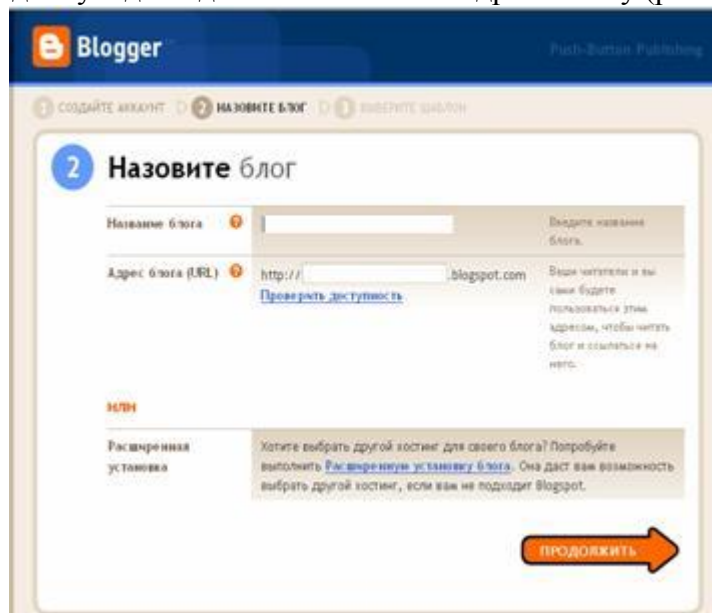 Blogger
Push-Button Publishing
1 СОЗДАЙТЕ АККАУНТ 2 НАЗОВИТЕ БЛОГ 3 ВЫБЕРИТЕ ШАБЛОН
2 Назовите блог
Название блога ? Введите название
блога.
Адрес блога (URL) ? http:// .blogspot.com
Проверить доступность
Ваши читатели и вы
сами будете
пользоваться этим
адресом, чтобы читать
блог и ссылаться на
него.
или
Расширенная
установка
Хотите выбрать другой хостинг для своего блога? Попробуйте
выполнить Расширенную установку блога. Она даст вам возможность
выбрать другой хостинг, если вам не подходит Blogspot.
ПРОДОЛЖИТЬ